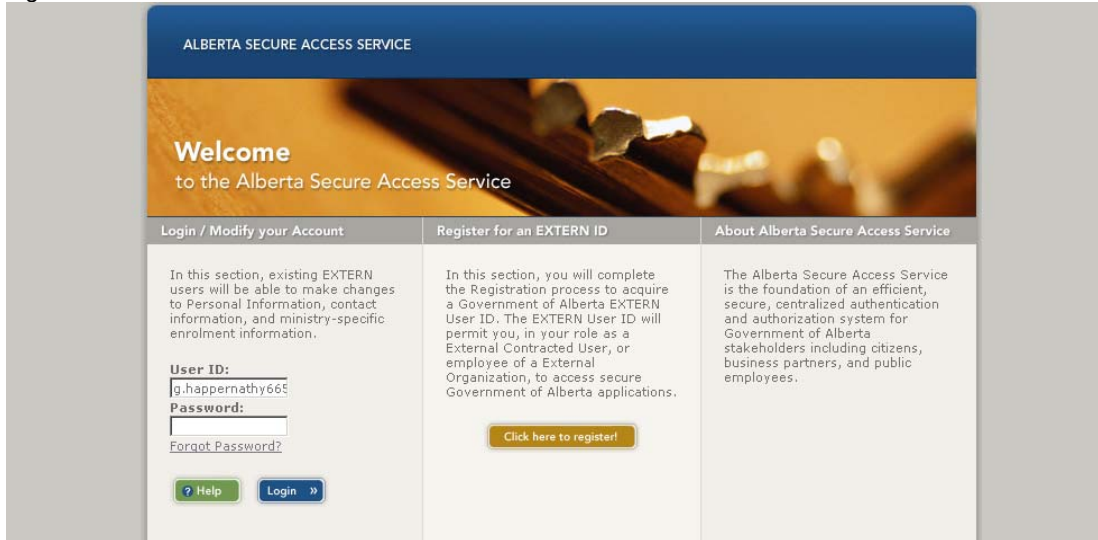 ALBERTA SECURE ACCESS SERVICE
Welcome
to the Alberta Secure Access Service
Login / Modify your Account
In this section, existing EXTERN
users will be able to make changes
to Personal Information, contact
information, and ministry-specific
enrolment information.
User ID:
g.happernathy665
Password:
Forgot Password?
? Help
Login »
Register for an EXTERN ID
In this section, you will complete
the Registration process to acquire
a Government of Alberta EXTERN
User ID. The EXTERN User ID will
permit you, in your role as a
External Contracted User, or
employee of a External
Organization, to access secure
Government of Alberta applications.
Click here to register!
About Alberta Secure Access Service
The Alberta Secure Access Service
is the foundation of an efficient,
secure, centralized authentication
and authorization system for
Government of Alberta
stakeholders including citizens,
business partners, and public
employees.